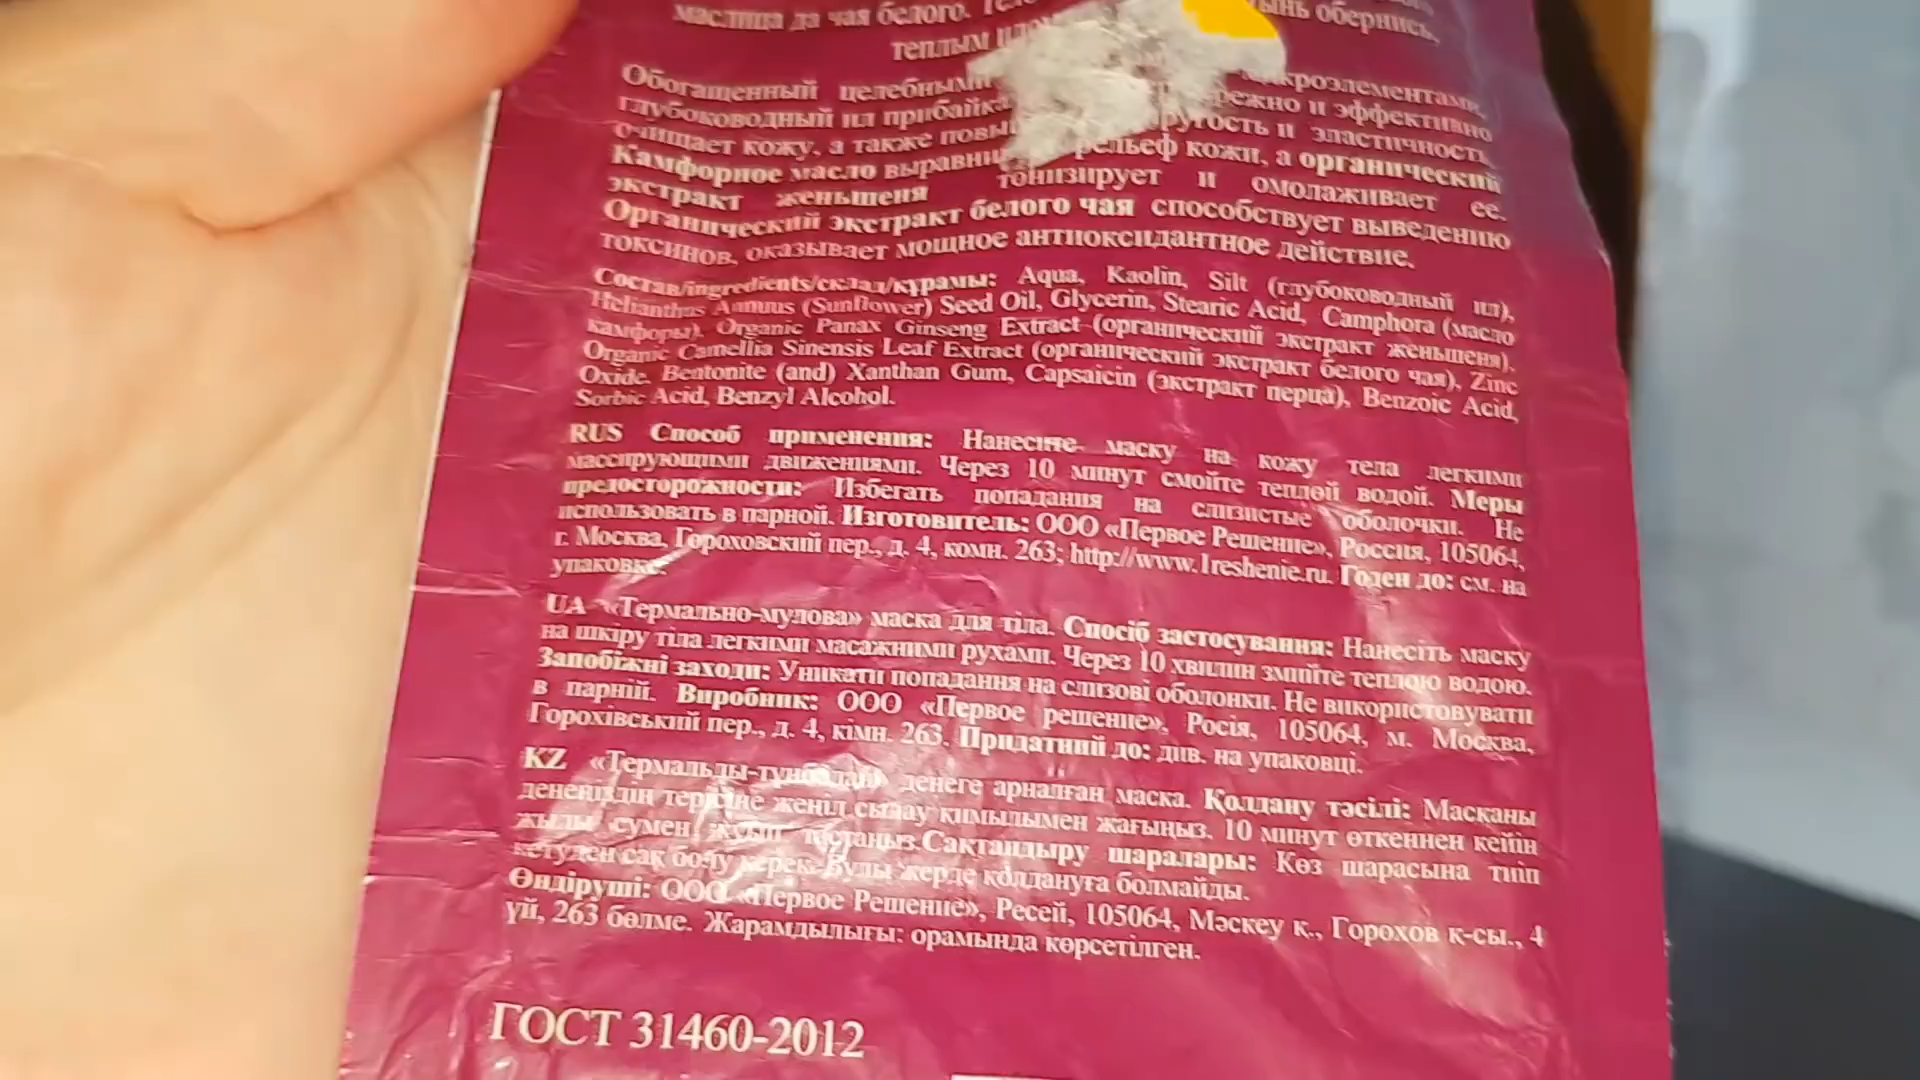 маслица да чая белого.
обернись,
теплым
Обогащенный целебными микроэлементами,
глубоководный ил прибайка бережно и эффективно
очищает кожу, а также повы упругость и эластичность.
Камфорное масло выравнивает рельеф кожи, а органический
экстракт женьшеня тонизирует и омолаживает ее.
Органический экстракт белого чая способствует выведению
токсинов, оказывает мощное антиоксидантное действие.
Состав/ingredients/склад/құрамы: Aqua, Kaolin, Silt (глубоководный ил),
Helianthus Annuus (Sunflower) Seed Oil, Glycerin, Stearic Acid, Camphora (масло
камфоры), Organic Panax Ginseng Extract (органический экстракт женьшеня),
Organic Camellia Sinensis Leaf Extract (органический экстракт белого чая), Zinc
Oxide, Bentonite (and) Xanthan Gum, Capsaicin (экстракт перца), Benzoic Acid,
Sorbic Acid, Benzyl Alcohol.
RUS Способ применения: Нанесите маску на кожу тела легкими
массирующими движениями. Через 10 минут смойте теплой водой. Меры
предосторожности: Избегать попадания на слизистые оболочки. Не
использовать в парной. Изготовитель: ООО «Первое Решение», Россия, 105064,
г. Москва, Гороховский пер., д. 4, комн. 263; http://www.1reshenie.ru. Годен до: см. на
упаковке.
UA «Термально-мулова» маска для тіла. Спосіб застосування: Нанесіть маску
на шкіру тіла легкими масажними рухами. Через 10 хвилин змийте теплою водою.
Запобіжні заходи: Уникати попадання на слизові оболонки. Не використовувати
в парній. Виробник: ООО «Первое решение», Росія, 105064, м. Москва,
Горохівський пер., д. 4, кімн. 263. Придатний до: див. на упаковці.
KZ денеге арналған маска. Қолдану тәсілі: Масканы
дененіздін терісіне женіл сылау қимылымен жағыңыз. 10 минут өткеннен кейін
жылы сумен жуып тастаңыз.Сақтандыру шаралары: Көз шарасына тиіп
кетуден сақ болу керек. Булы жерде қолдануға болмайды.
Өндіруші: ООО «Первое Решение», Ресей, 105064, Мәскеу қ., Горохов қ-сы., 4
үй, 263 бөлме. Жарамдылығы: орамында көрсетілген.
ГОСТ 31460-2012